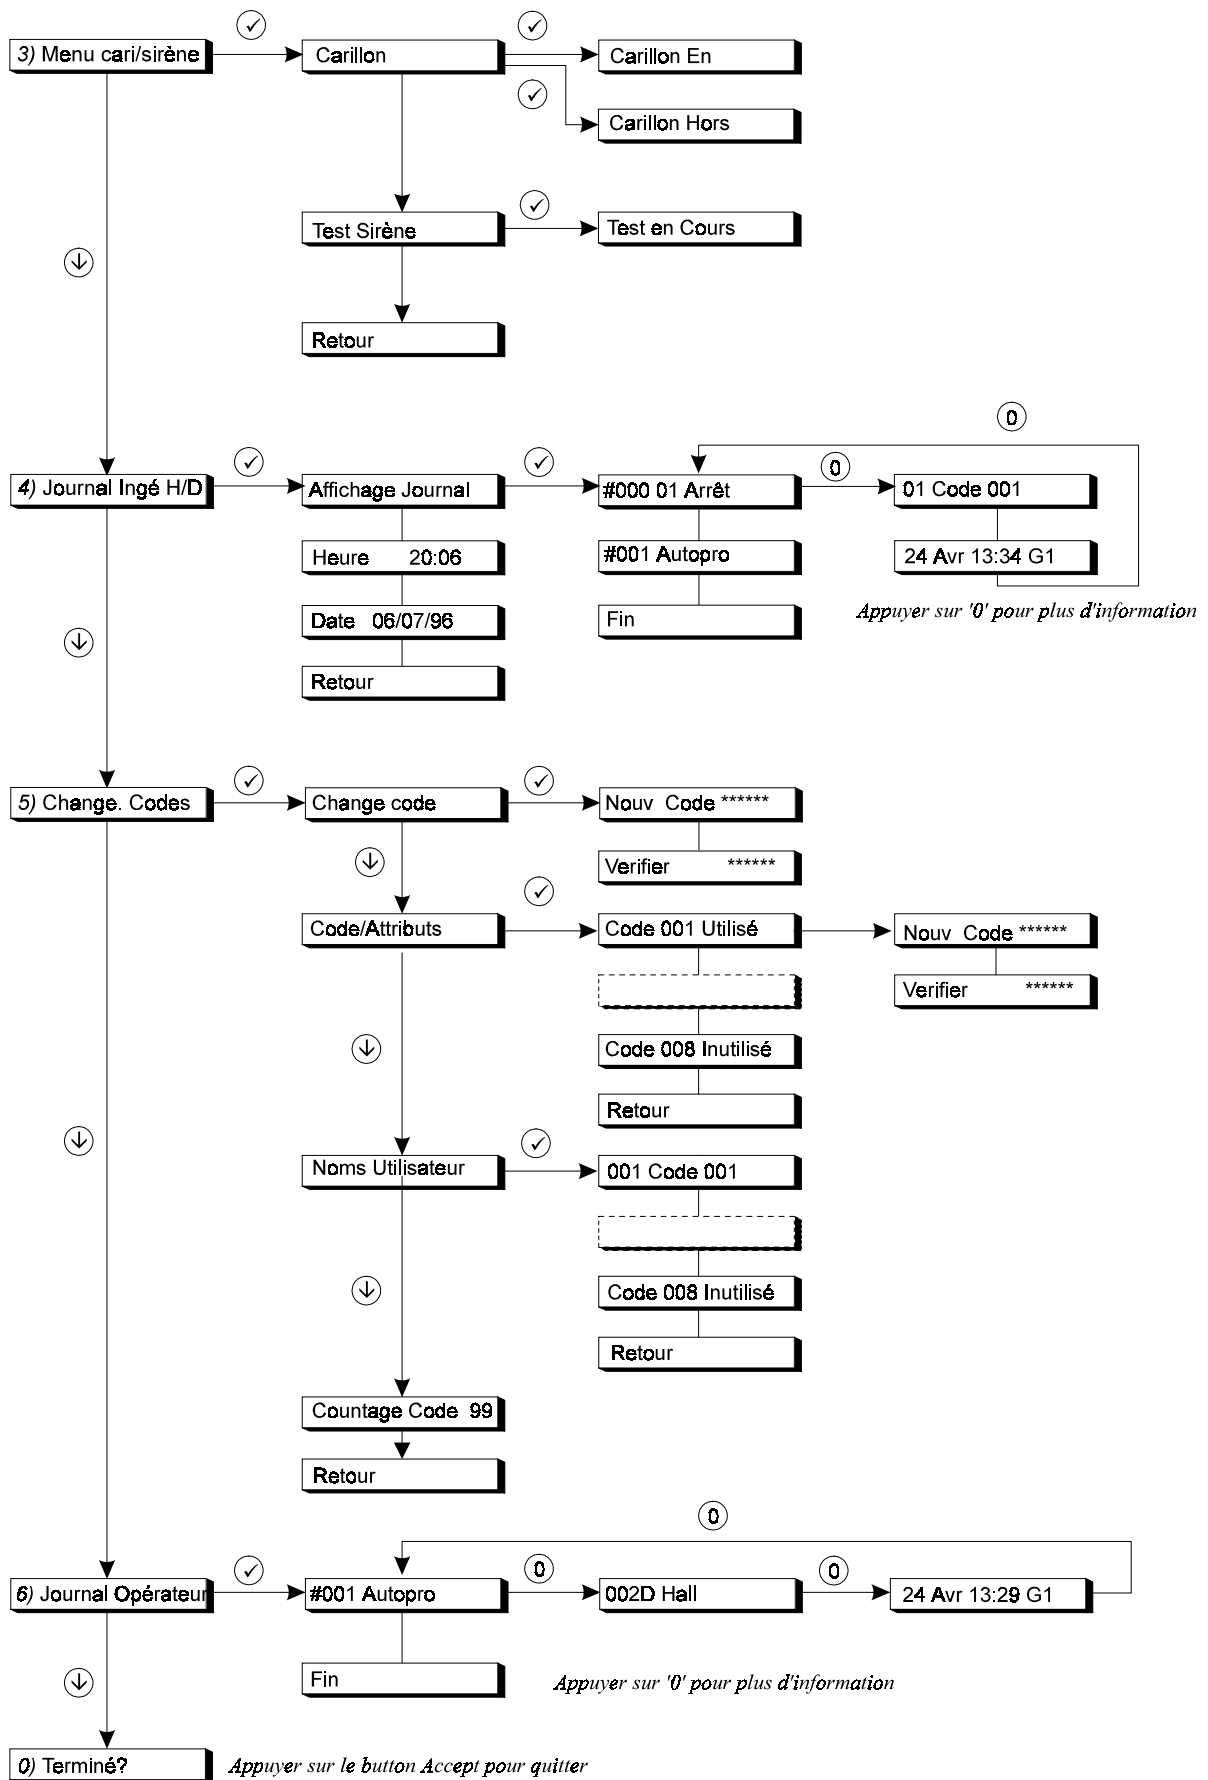 3) Menu cari/sirène
Carillon
Carillon En
Carillon Hors
Test Sirène
Test en Cours
Retour
0
4) Journal Ingé H/D
Affichage Journal
#000 01 Arrêt
0
01 Code 001
Heure 20:06
#001 Autopro
24 Avr 13:34 G1
Date 06/07/96
Fin
Appuyer sur '0' pour plus d'information
Retour
5) Change. Codes
Change code
Nouv Code ******
Verifier ******
Code/Attributs
Code 001 Utilisé
Nouv Code ******
Verifier ******
Code 008 Inutilisé
Retour
Noms Utilisateur
001 Code 001
Code 008 Inutilisé
Retour
Countage Code 99
Retour
0
6) Journal Opérateur
#001 Autopro
0
002D Hall
0
24 Avr 13:29 G1
Fin
Appuyer sur '0' pour plus d'information
0) Terminé?
Appuyer sur le button Accept pour quitter